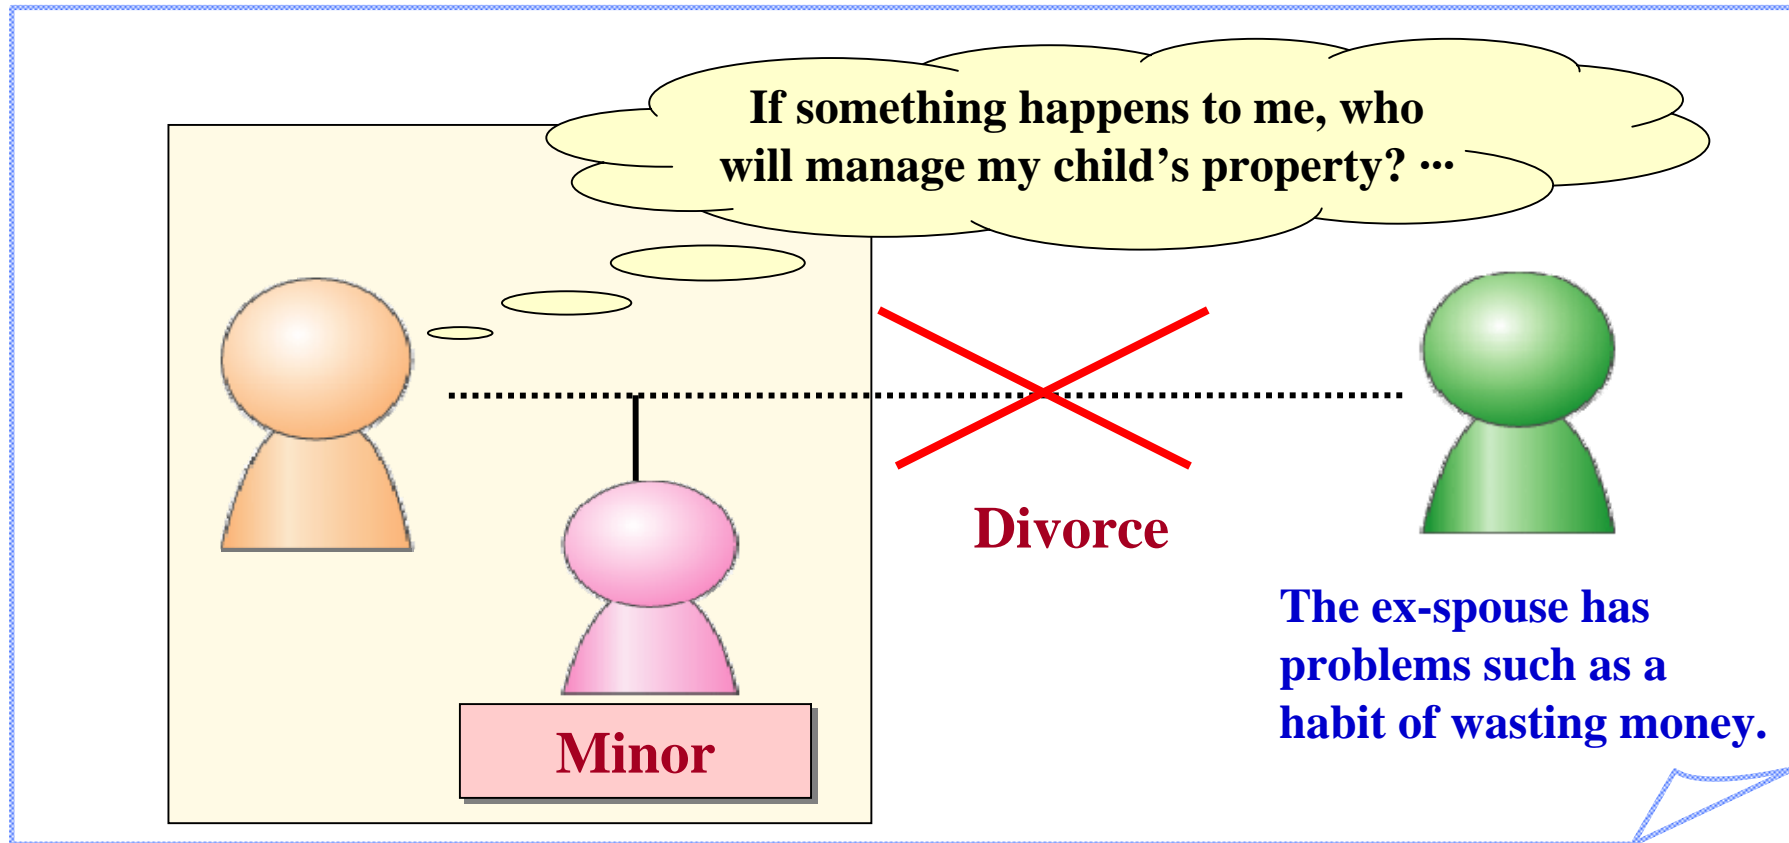 If something happens to me, who
will manage my child’s property? ···
Divorce
The ex-spouse has
problems such as a
habit of wasting money.
Minor